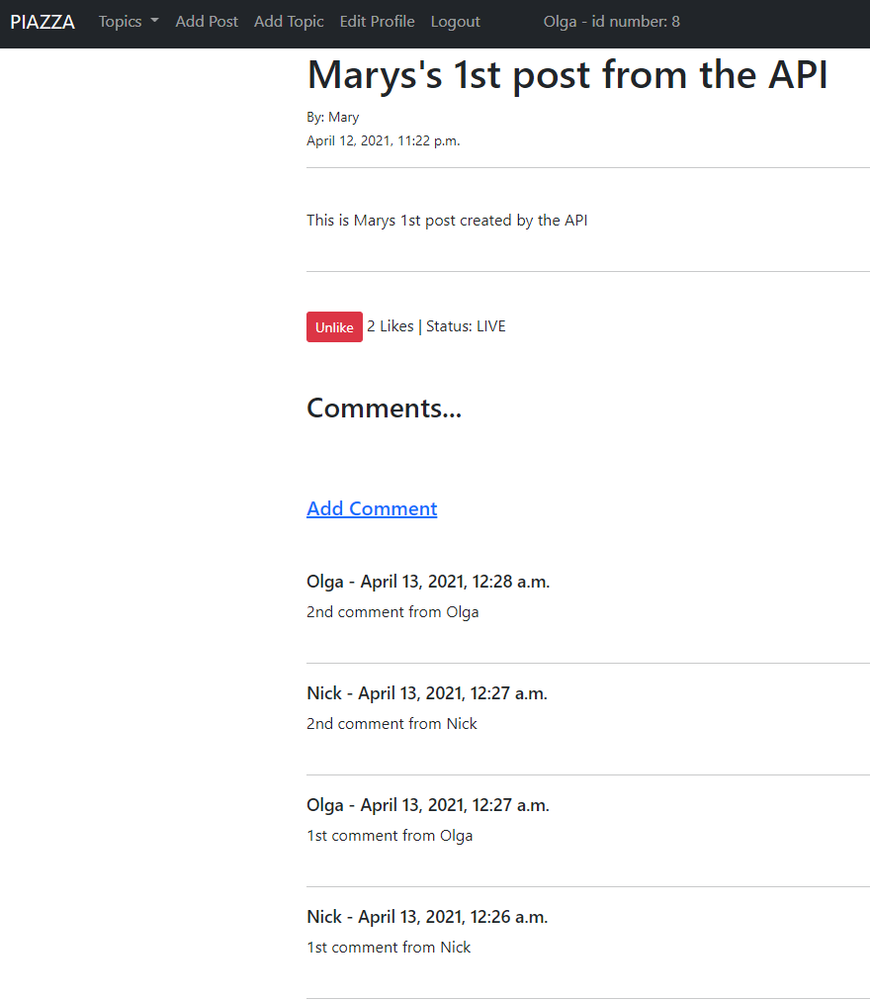 PIAZZA Topics Add Post Add Topic Edit Profile Logout Olga - id number: 8
Marys's 1st post from the API
By: Mary
April 12, 2021, 11:22 p.m.
This is Marys 1st post created by the API
Unlike 2 Likes | Status: LIVE
Comments...
Add Comment
Olga - April 13, 2021, 12:28 a.m.
2nd comment from Olga
Nick - April 13, 2021, 12:27 a.m.
2nd comment from Nick
Olga - April 13, 2021, 12:27 a.m.
1st comment from Olga
Nick - April 13, 2021, 12:26 a.m.
1st comment from Nick